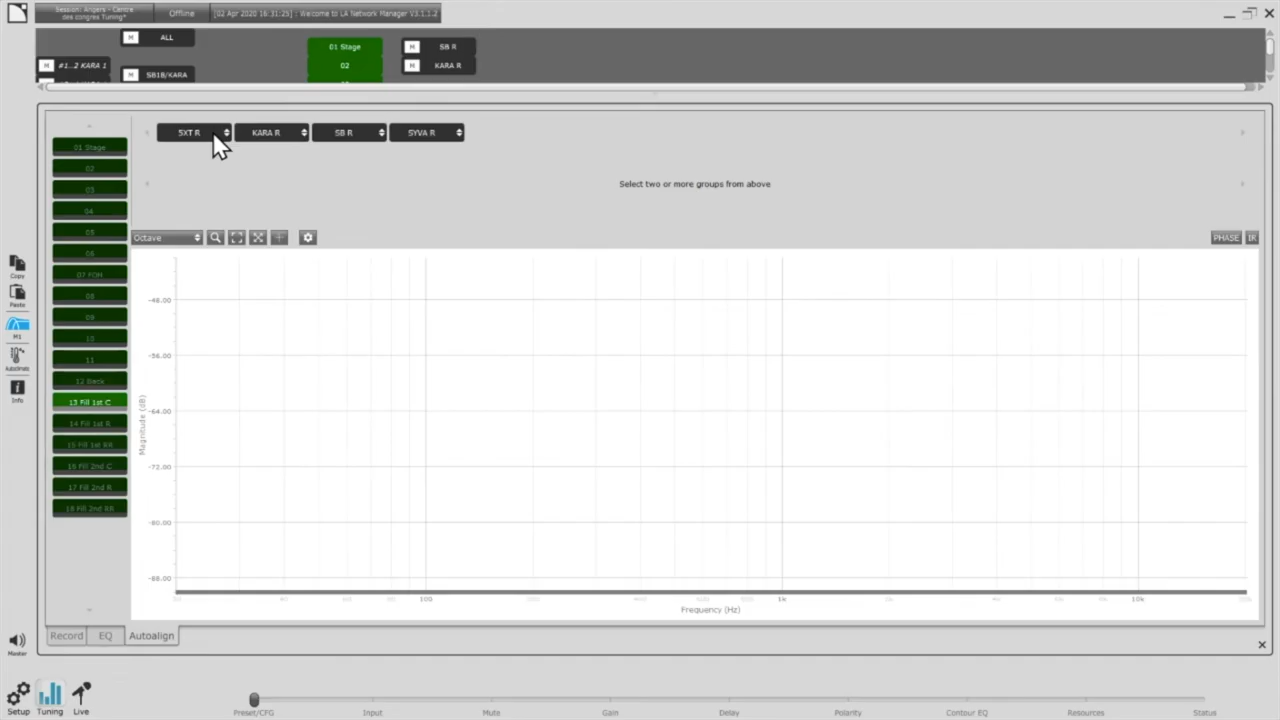 Session: Angers - Centre
des congres Tuning*
Offline
[02 Apr 2020 16:31:25] : Welcome to LA Network Manager V3.1.1.2
M ALL
M #1...2 KARA 1
M SB18/KARA
01 Stage
02
M SB R
M KARA R
SXT R
KARA R
SB R
SYVA R
Select two or more groups from above
01 Stage
02
03
04
05
06
07 FOH
08
09
10
11
12 Back
13 Fill 1st C
14 Fill 1st R
15 Fill 1st RR
16 Fill 2nd C
17 Fill 2nd R
18 Fill 2nd RR
Octave
PHASE
IR
Copy
Paste
M1
Autoclimate
Info
Master
Magnitude (dB)
-48.00
-56.00
-64.00
-72.00
-80.00
-88.00
100
1k
10k
Frequency (Hz)
Record
EQ
Autoalign
Setup
Tuning
Live
Preset/CFG
Input
Mute
Gain
Delay
Polarity
Contour EQ
Resources
Status